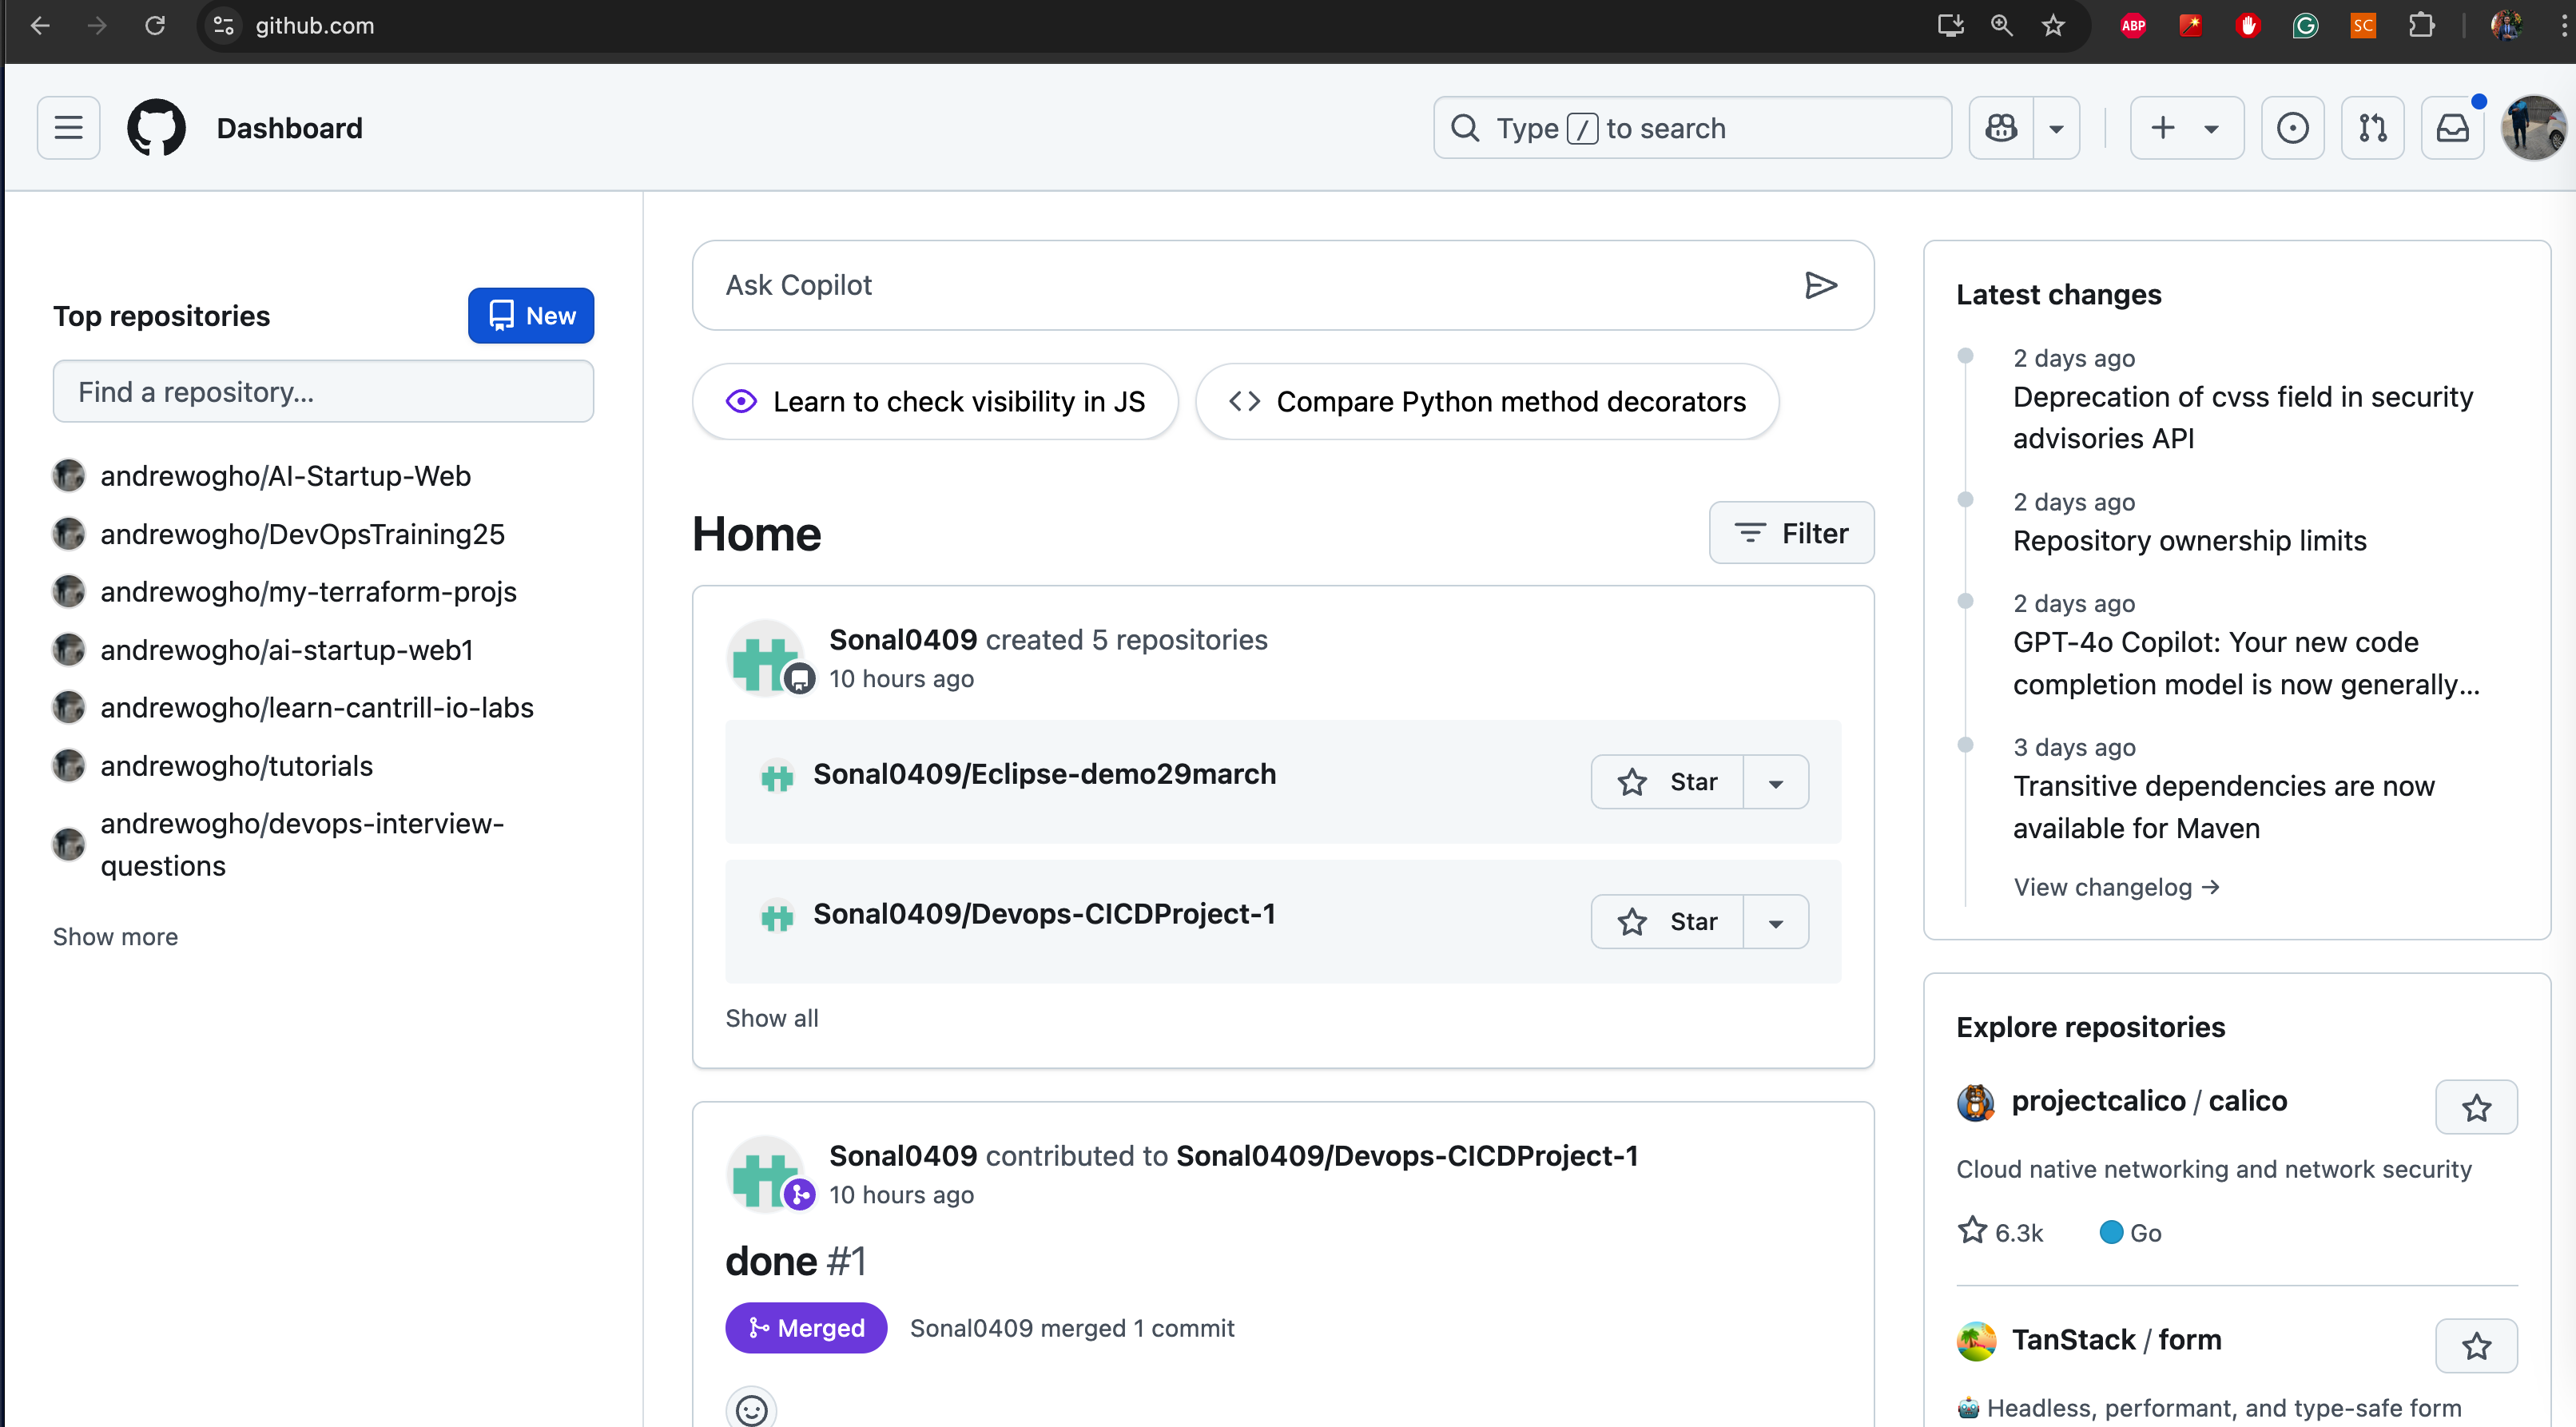 github.com
ABP
SC
Dashboard
Type / to search
Top repositories
New
Find a repository...
andrewogho/AI-Startup-Web
andrewogho/DevOpsTraining25
andrewogho/my-terraform-projs
andrewogho/ai-startup-web1
andrewogho/learn-cantrill-io-labs
andrewogho/tutorials
andrewogho/devops-interview-
questions
Show more
Ask Copilot
Learn to check visibility in JS
Compare Python method decorators
Home
Filter
Sonal0409 created 5 repositories
10 hours ago
Sonal0409/Eclipse-demo29march
Star
Sonal0409/Devops-CICDProject-1
Star
Show all
Sonal0409 contributed to Sonal0409/Devops-CICDProject-1
10 hours ago
done #1
Merged
Sonal0409 merged 1 commit
Latest changes
2 days ago
Deprecation of cvss field in security
advisories API
2 days ago
Repository ownership limits
2 days ago
GPT-4o Copilot: Your new code
completion model is now generally...
3 days ago
Transitive dependencies are now
available for Maven
View changelog →
Explore repositories
projectcalico / calico
Cloud native networking and network security
6.3k
Go
TanStack / form
🤖 Headless, performant, and type-safe form